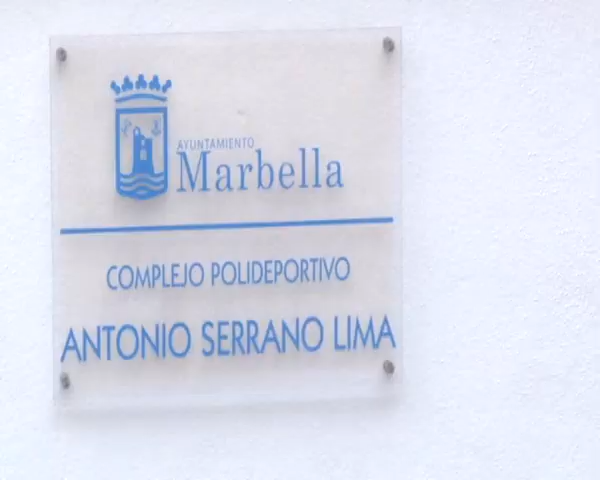 AYUNTAMIENTO
Marbella
COMPLEJO POLIDEPORTIVO
ANTONIO SERRANO LIMA